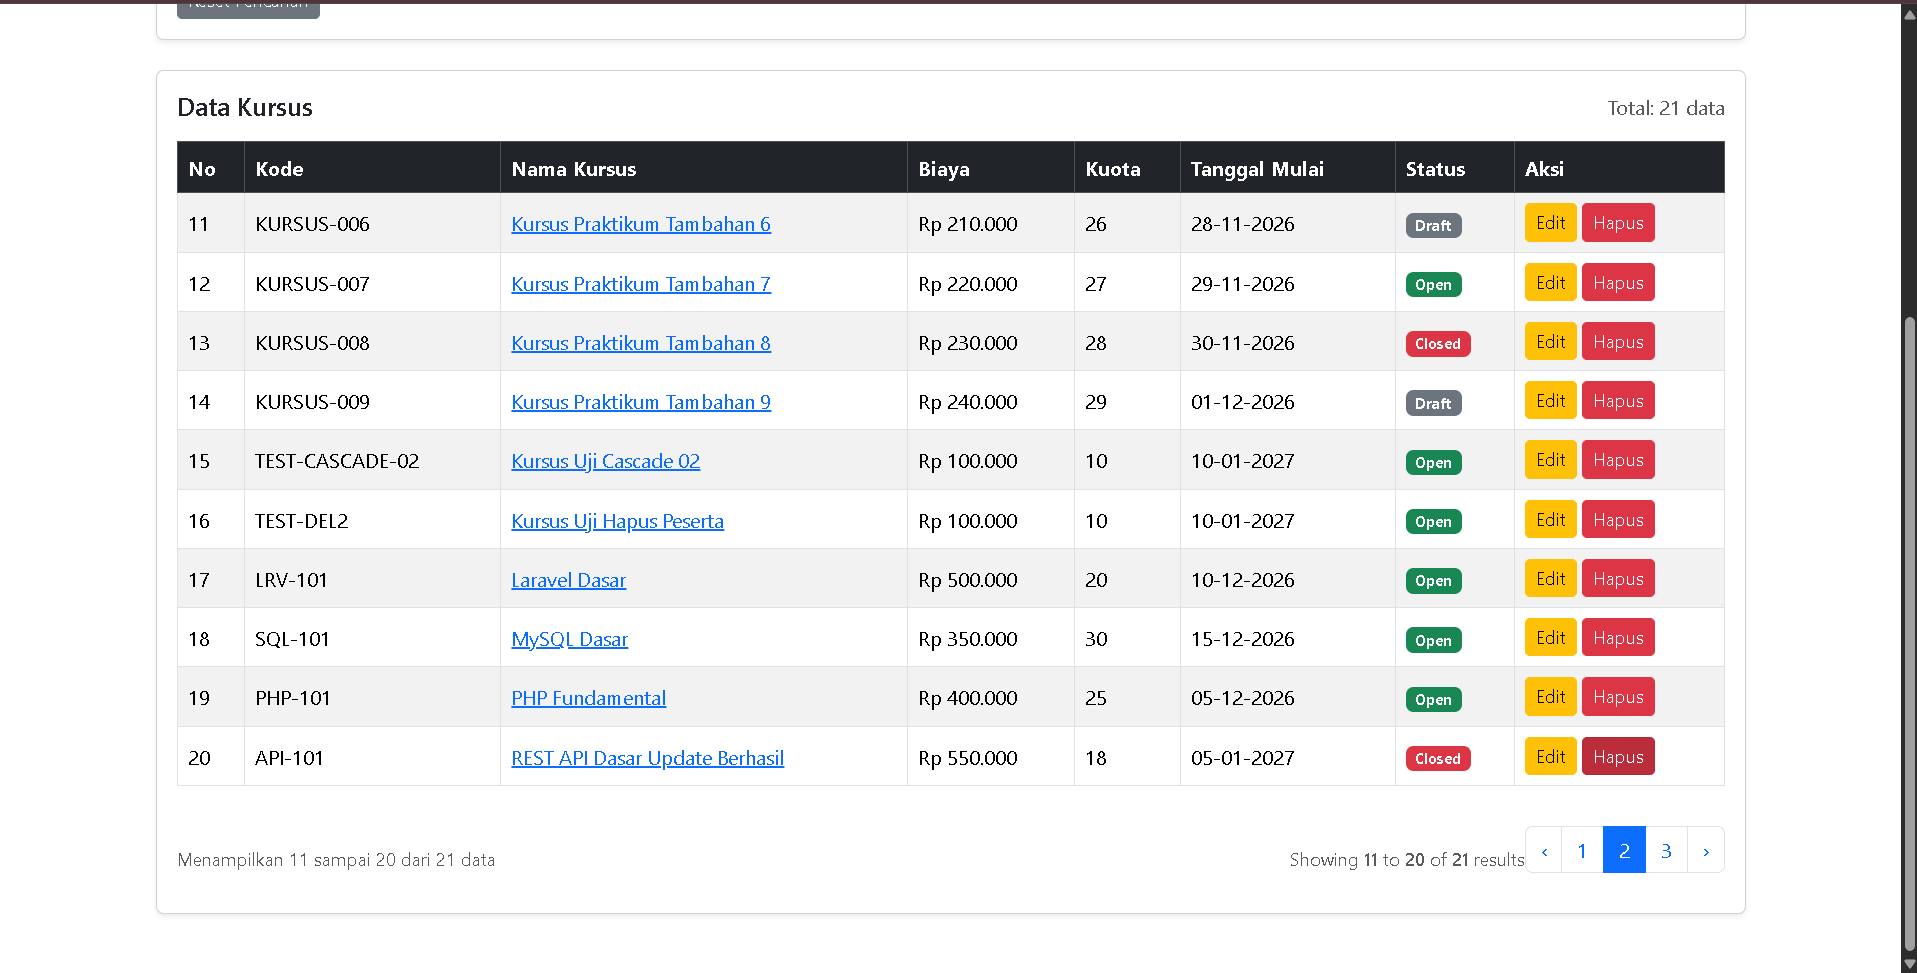 Data Kursus
Total: 21 data
No Kode Nama Kursus Biaya Kuota Tanggal Mulai Status Aksi
11 KURSUS-006 Kursus Praktikum Tambahan 6 Rp 210.000 26 28-11-2026 Draft Edit Hapus
12 KURSUS-007 Kursus Praktikum Tambahan 7 Rp 220.000 27 29-11-2026 Open Edit Hapus
13 KURSUS-008 Kursus Praktikum Tambahan 8 Rp 230.000 28 30-11-2026 Closed Edit Hapus
14 KURSUS-009 Kursus Praktikum Tambahan 9 Rp 240.000 29 01-12-2026 Draft Edit Hapus
15 TEST-CASCADE-02 Kursus Uji Cascade 02 Rp 100.000 10 10-01-2027 Open Edit Hapus
16 TEST-DEL2 Kursus Uji Hapus Peserta Rp 100.000 10 10-01-2027 Open Edit Hapus
17 LRV-101 Laravel Dasar Rp 500.000 20 10-12-2026 Open Edit Hapus
18 SQL-101 MySQL Dasar Rp 350.000 30 15-12-2026 Open Edit Hapus
19 PHP-101 PHP Fundamental Rp 400.000 25 05-12-2026 Open Edit Hapus
20 API-101 REST API Dasar Update Berhasil Rp 550.000 18 05-01-2027 Closed Edit Hapus
Menampilkan 11 sampai 20 dari 21 data
Showing 11 to 20 of 21 results ‹ 1 2 3 ›